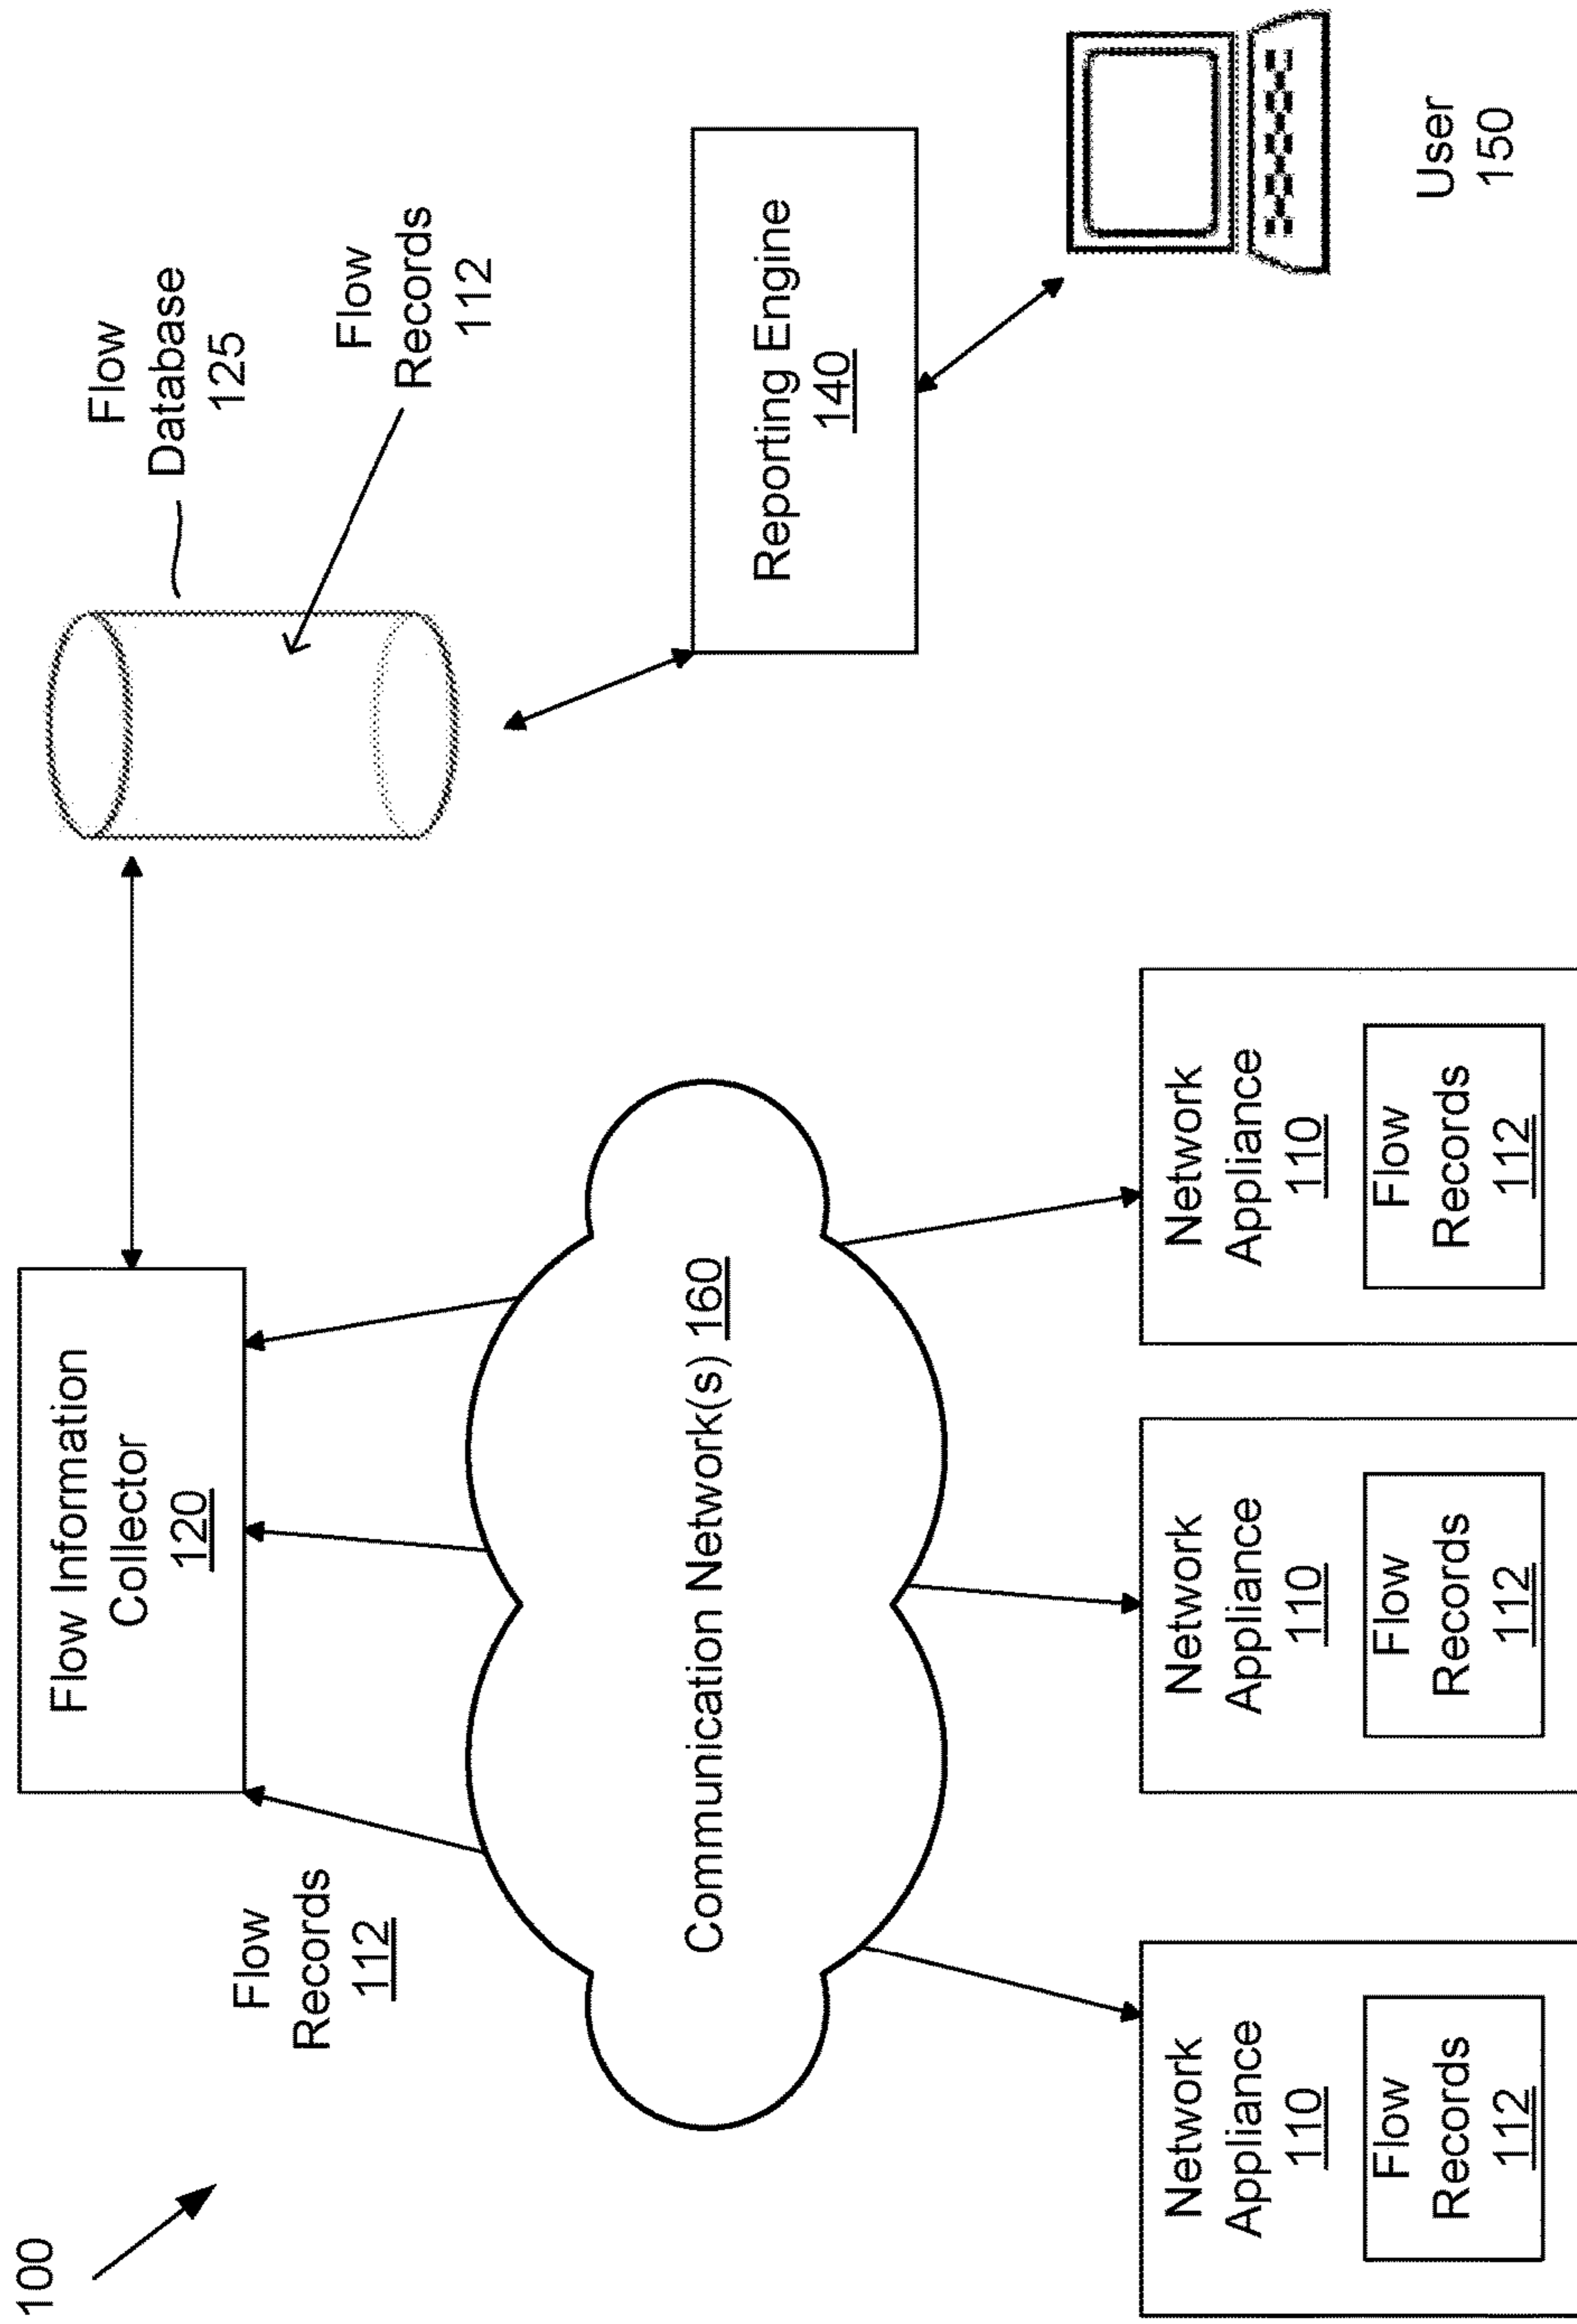 100
Flow
Records
112
Flow Information
Collector
120
Flow
Database
125
Flow
Records
112
Communication Network(s) 160
Reporting Engine
140
User
150
Network
Appliance
110
Flow
Records
112
Network
Appliance
110
Flow
Records
112
Network
Appliance
110
Flow
Records
112